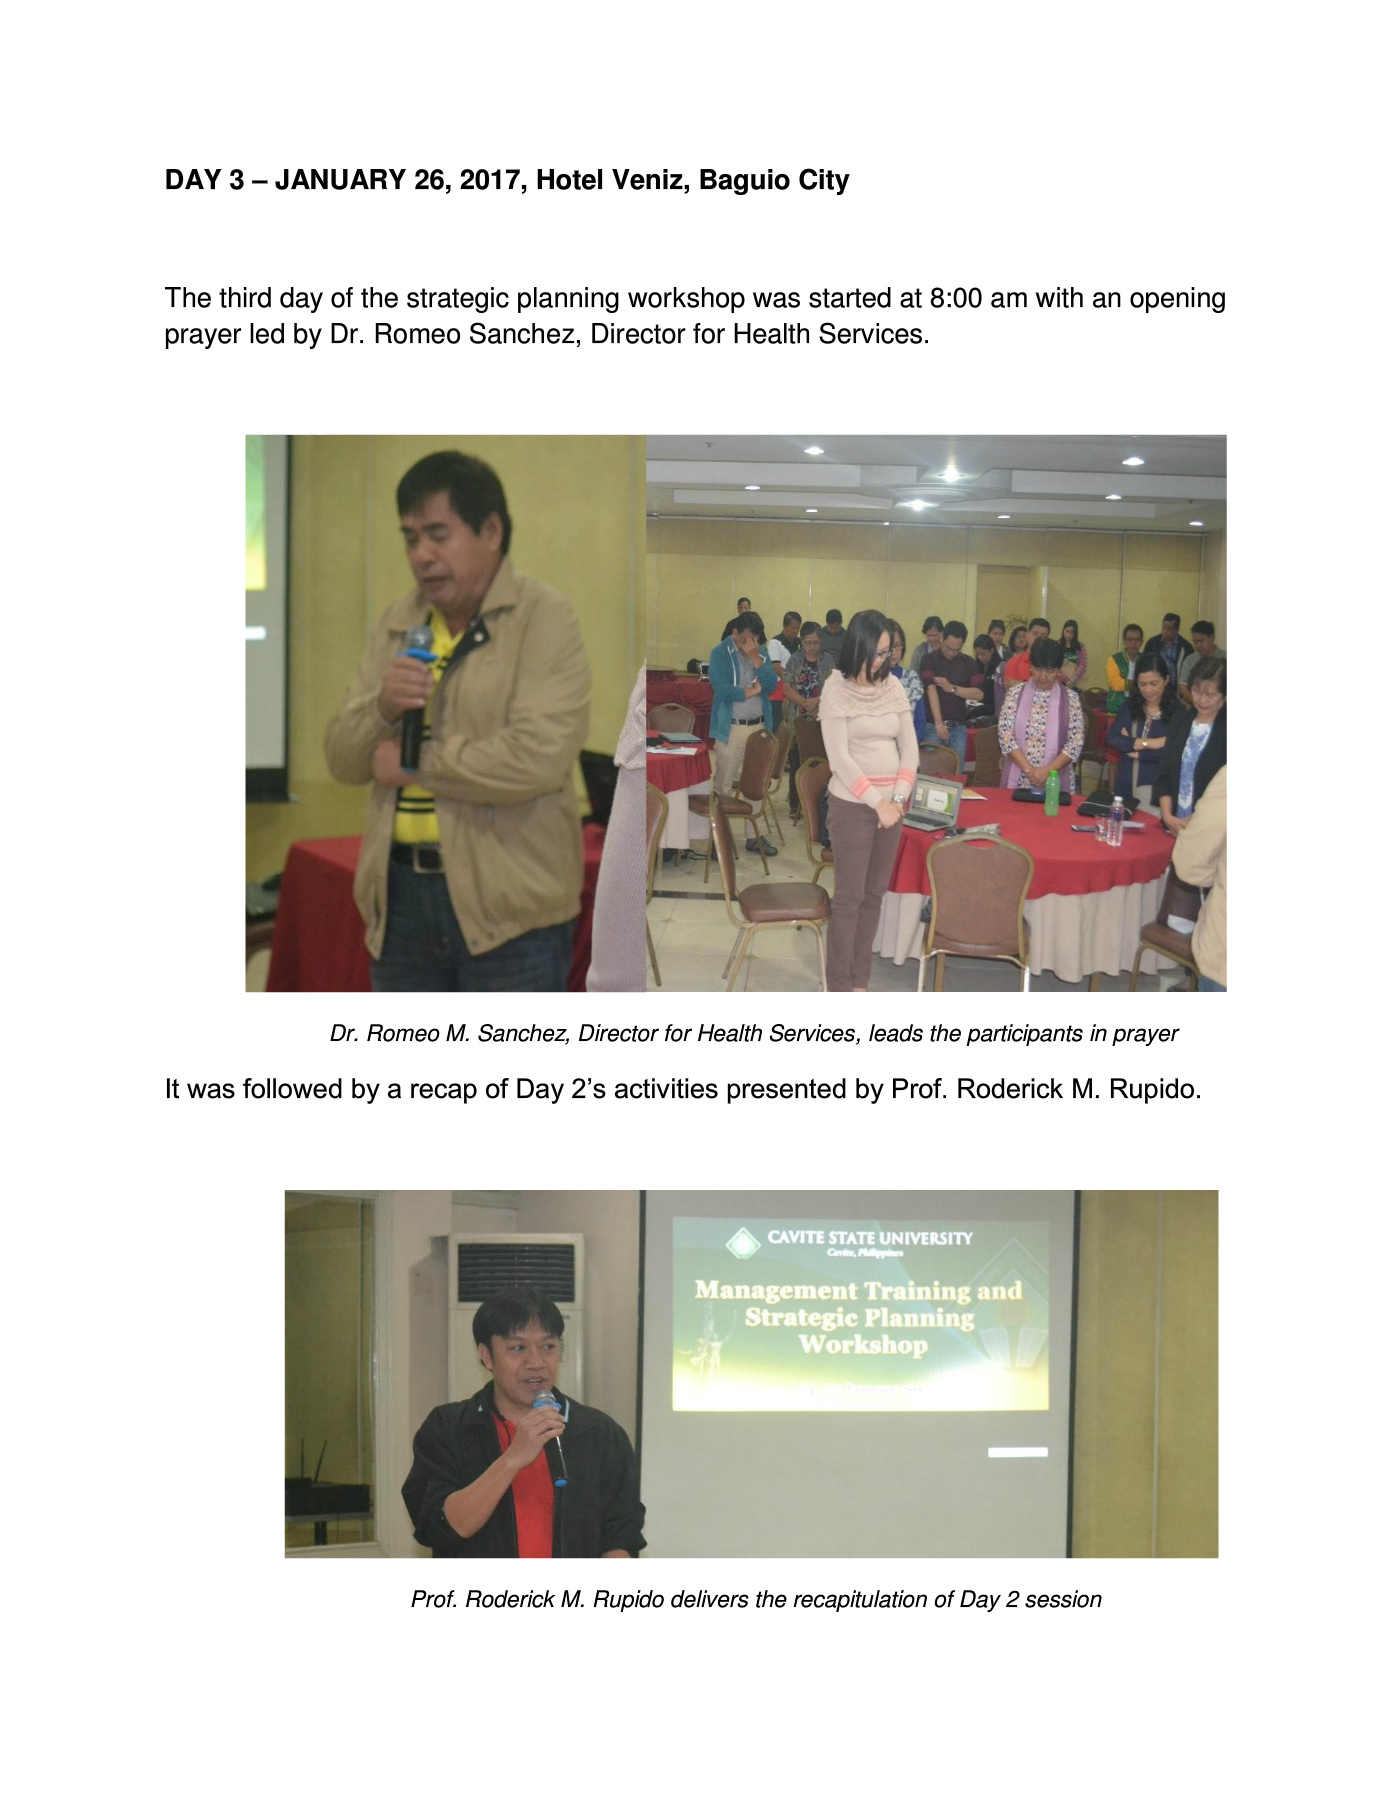 DAY 3 – JANUARY 26, 2017, Hotel Veniz, Baguio City
The third day of the strategic planning workshop was started at 8:00 am with an opening
prayer led by Dr. Romeo Sanchez, Director for Health Services.
Dr. Romeo M. Sanchez, Director for Health Services, leads the participants in prayer
It was followed by a recap of Day 2’s activities presented by Prof. Roderick M. Rupido.
CAVITE STATE UNIVERSITY
Cavite, Philippines
Management Training and
Strategic Planning
Workshop
Prof. Roderick M. Rupido delivers the recapitulation of Day 2 session